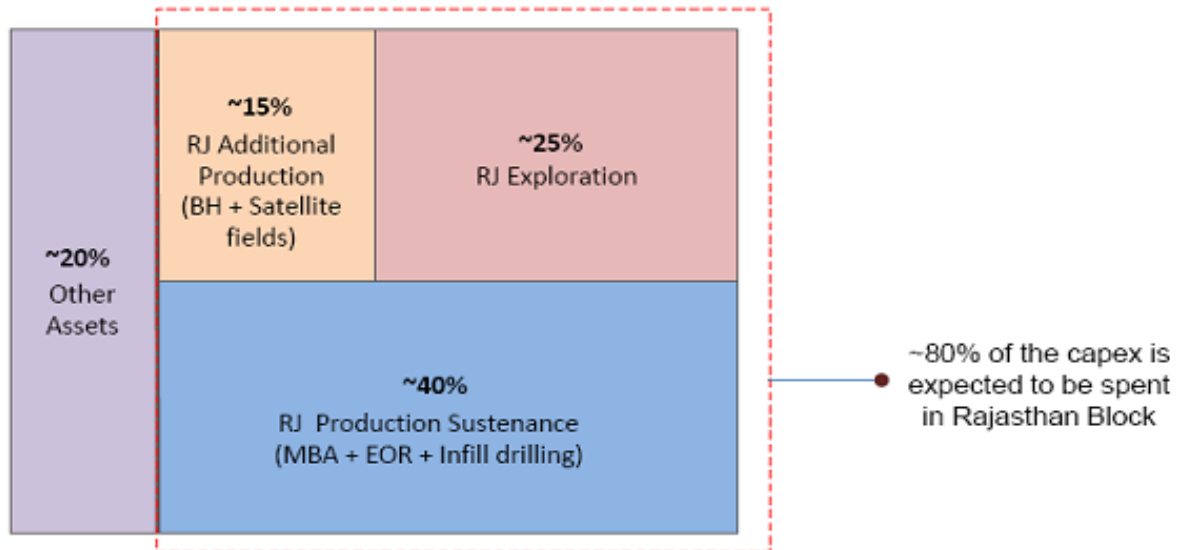 ~15%
RJ Additional
Production
(BH + Satellite
fields)
~25%
RJ Exploration
~20%
Other
Assets
~40%
RJ Production Sustenance
(MBA + EOR + Infill drilling)
~80% of the capex is
expected to be spent
in Rajasthan Block